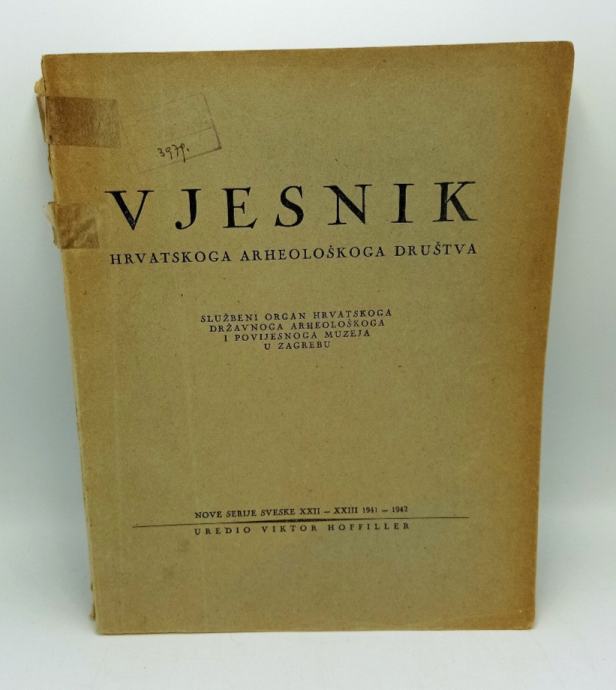 3979.
VJESNIK
HRVATSKOGA ARHEOLOŠKOGA DRUŠTVA
SLUŽBENI ORGAN HRVATSKOGA
DRŽAVNOGA ARHEOLOŠKOGA
I POVIJESNOGA MUZEJA
U ZAGREBU
NOVE SERIJE SVESKE XXII – XXIII 1941 – 1942
UREDIO VIKTOR HOFFILLER